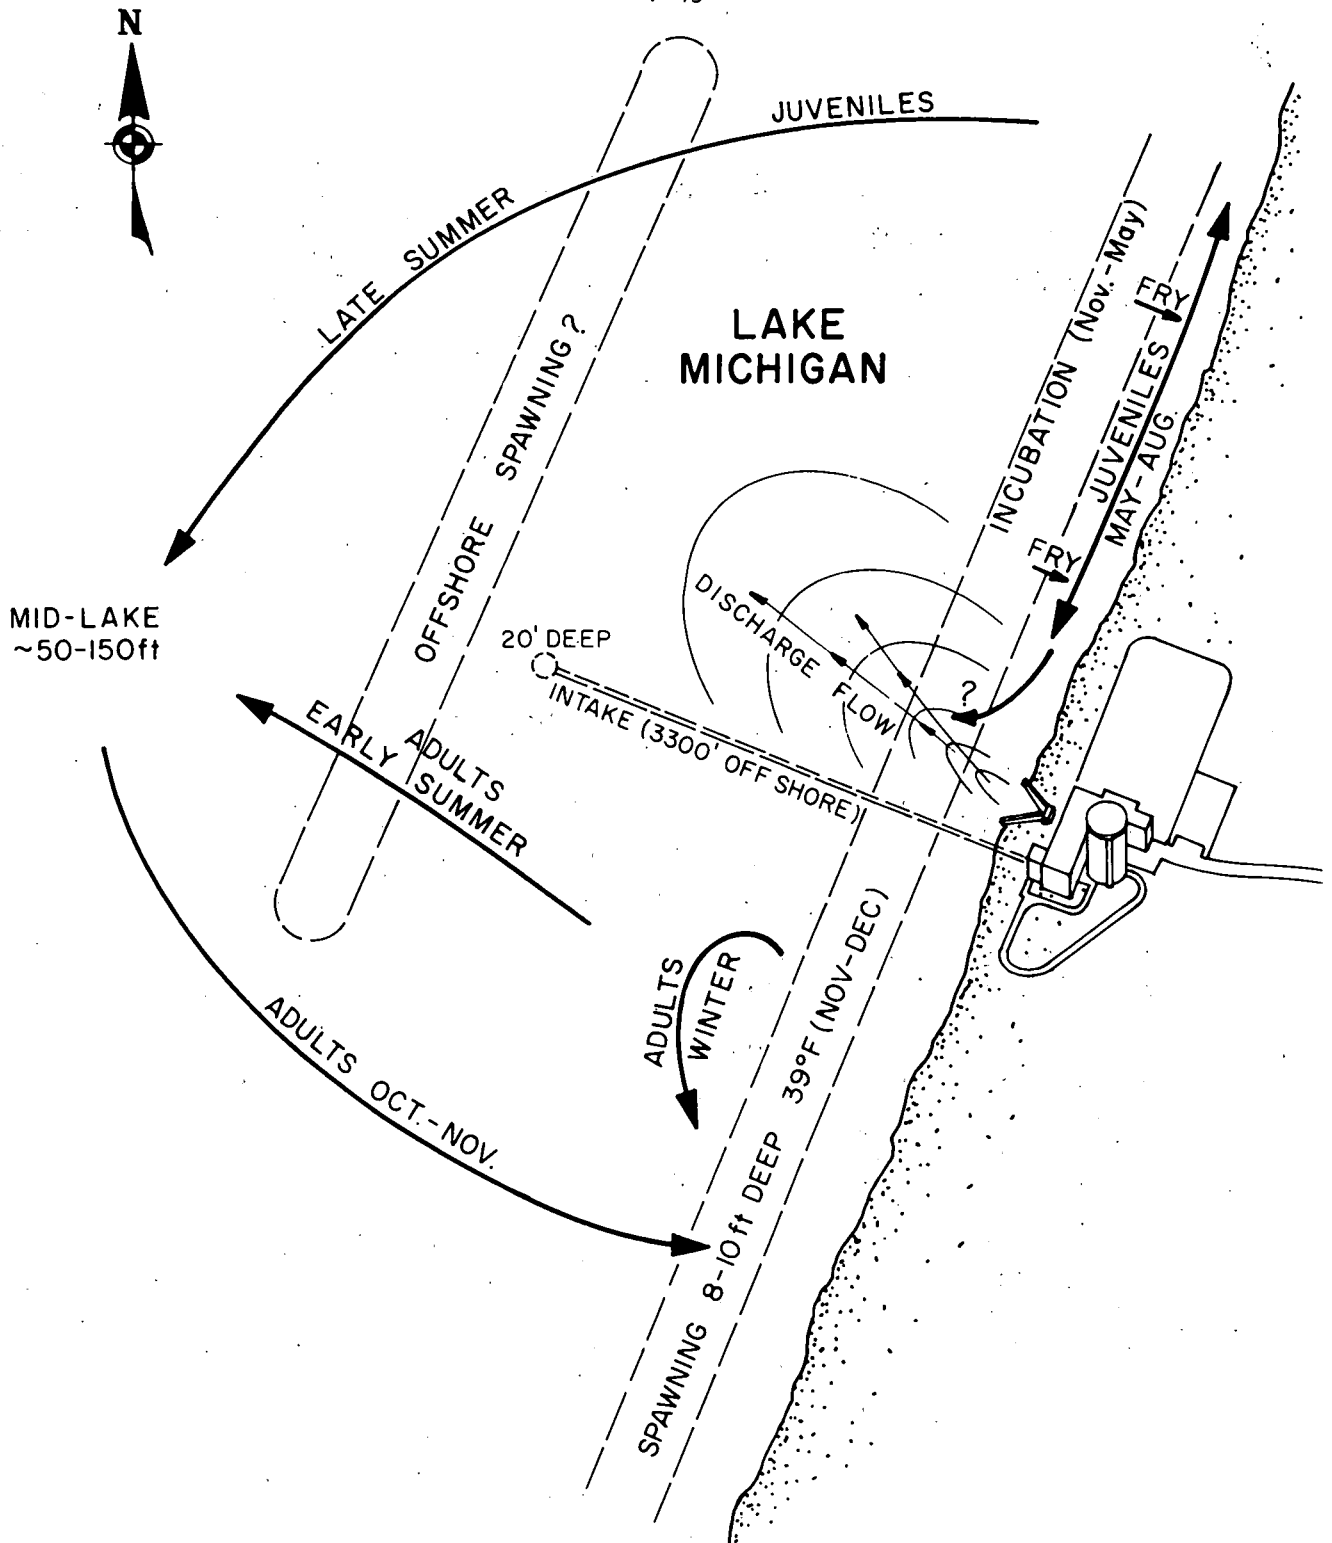 N
JUVENILES
LATE SUMMER
INCUBATION (Nov.-May)
FRY
LAKE
MICHIGAN
OFFSHORE SPAWNING?
JUVENILES
MAY-AUG
FRY
DISCHARGE FLOW
?
MID-LAKE
~50-150ft
20' DEEP
INTAKE (3300' OFF SHORE)
ADULTS
EARLY SUMMER
ADULTS
WINTER
ADULTS OCT.-NOV.
SPAWNING 8-10ft DEEP 39°F (NOV-DEC)